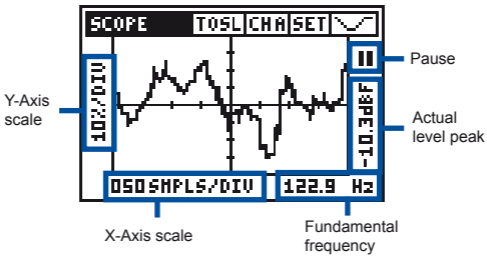 SCOPE TOSL CHA SET
Pause
Y-Axis
scale
10%/DIV
-10.3dBF
Actual
level peak
050SMPLS/DIV
122.9 Hz
X-Axis scale
Fundamental
frequency